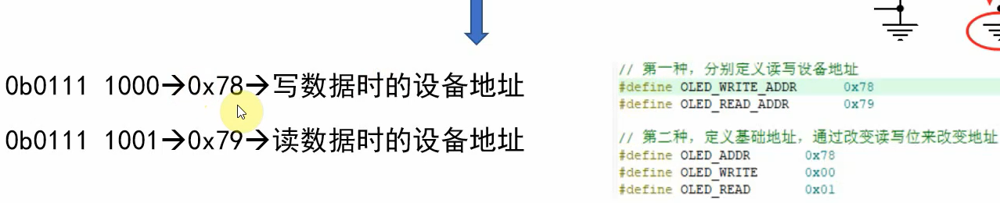 0b0111 1000→0x78→写数据时的设备地址
0b0111 1001→0x79→读数据时的设备地址
// 第一种，分别定义读写设备地址
#define OLED_WRITE_ADDR 0x78
#define OLED_READ_ADDR 0x79
// 第二种，定义基础地址，通过改变读写位来改变地址
#define OLED_ADDR 0x78
#define OLED_WRITE 0x00
#define OLED_READ 0x01